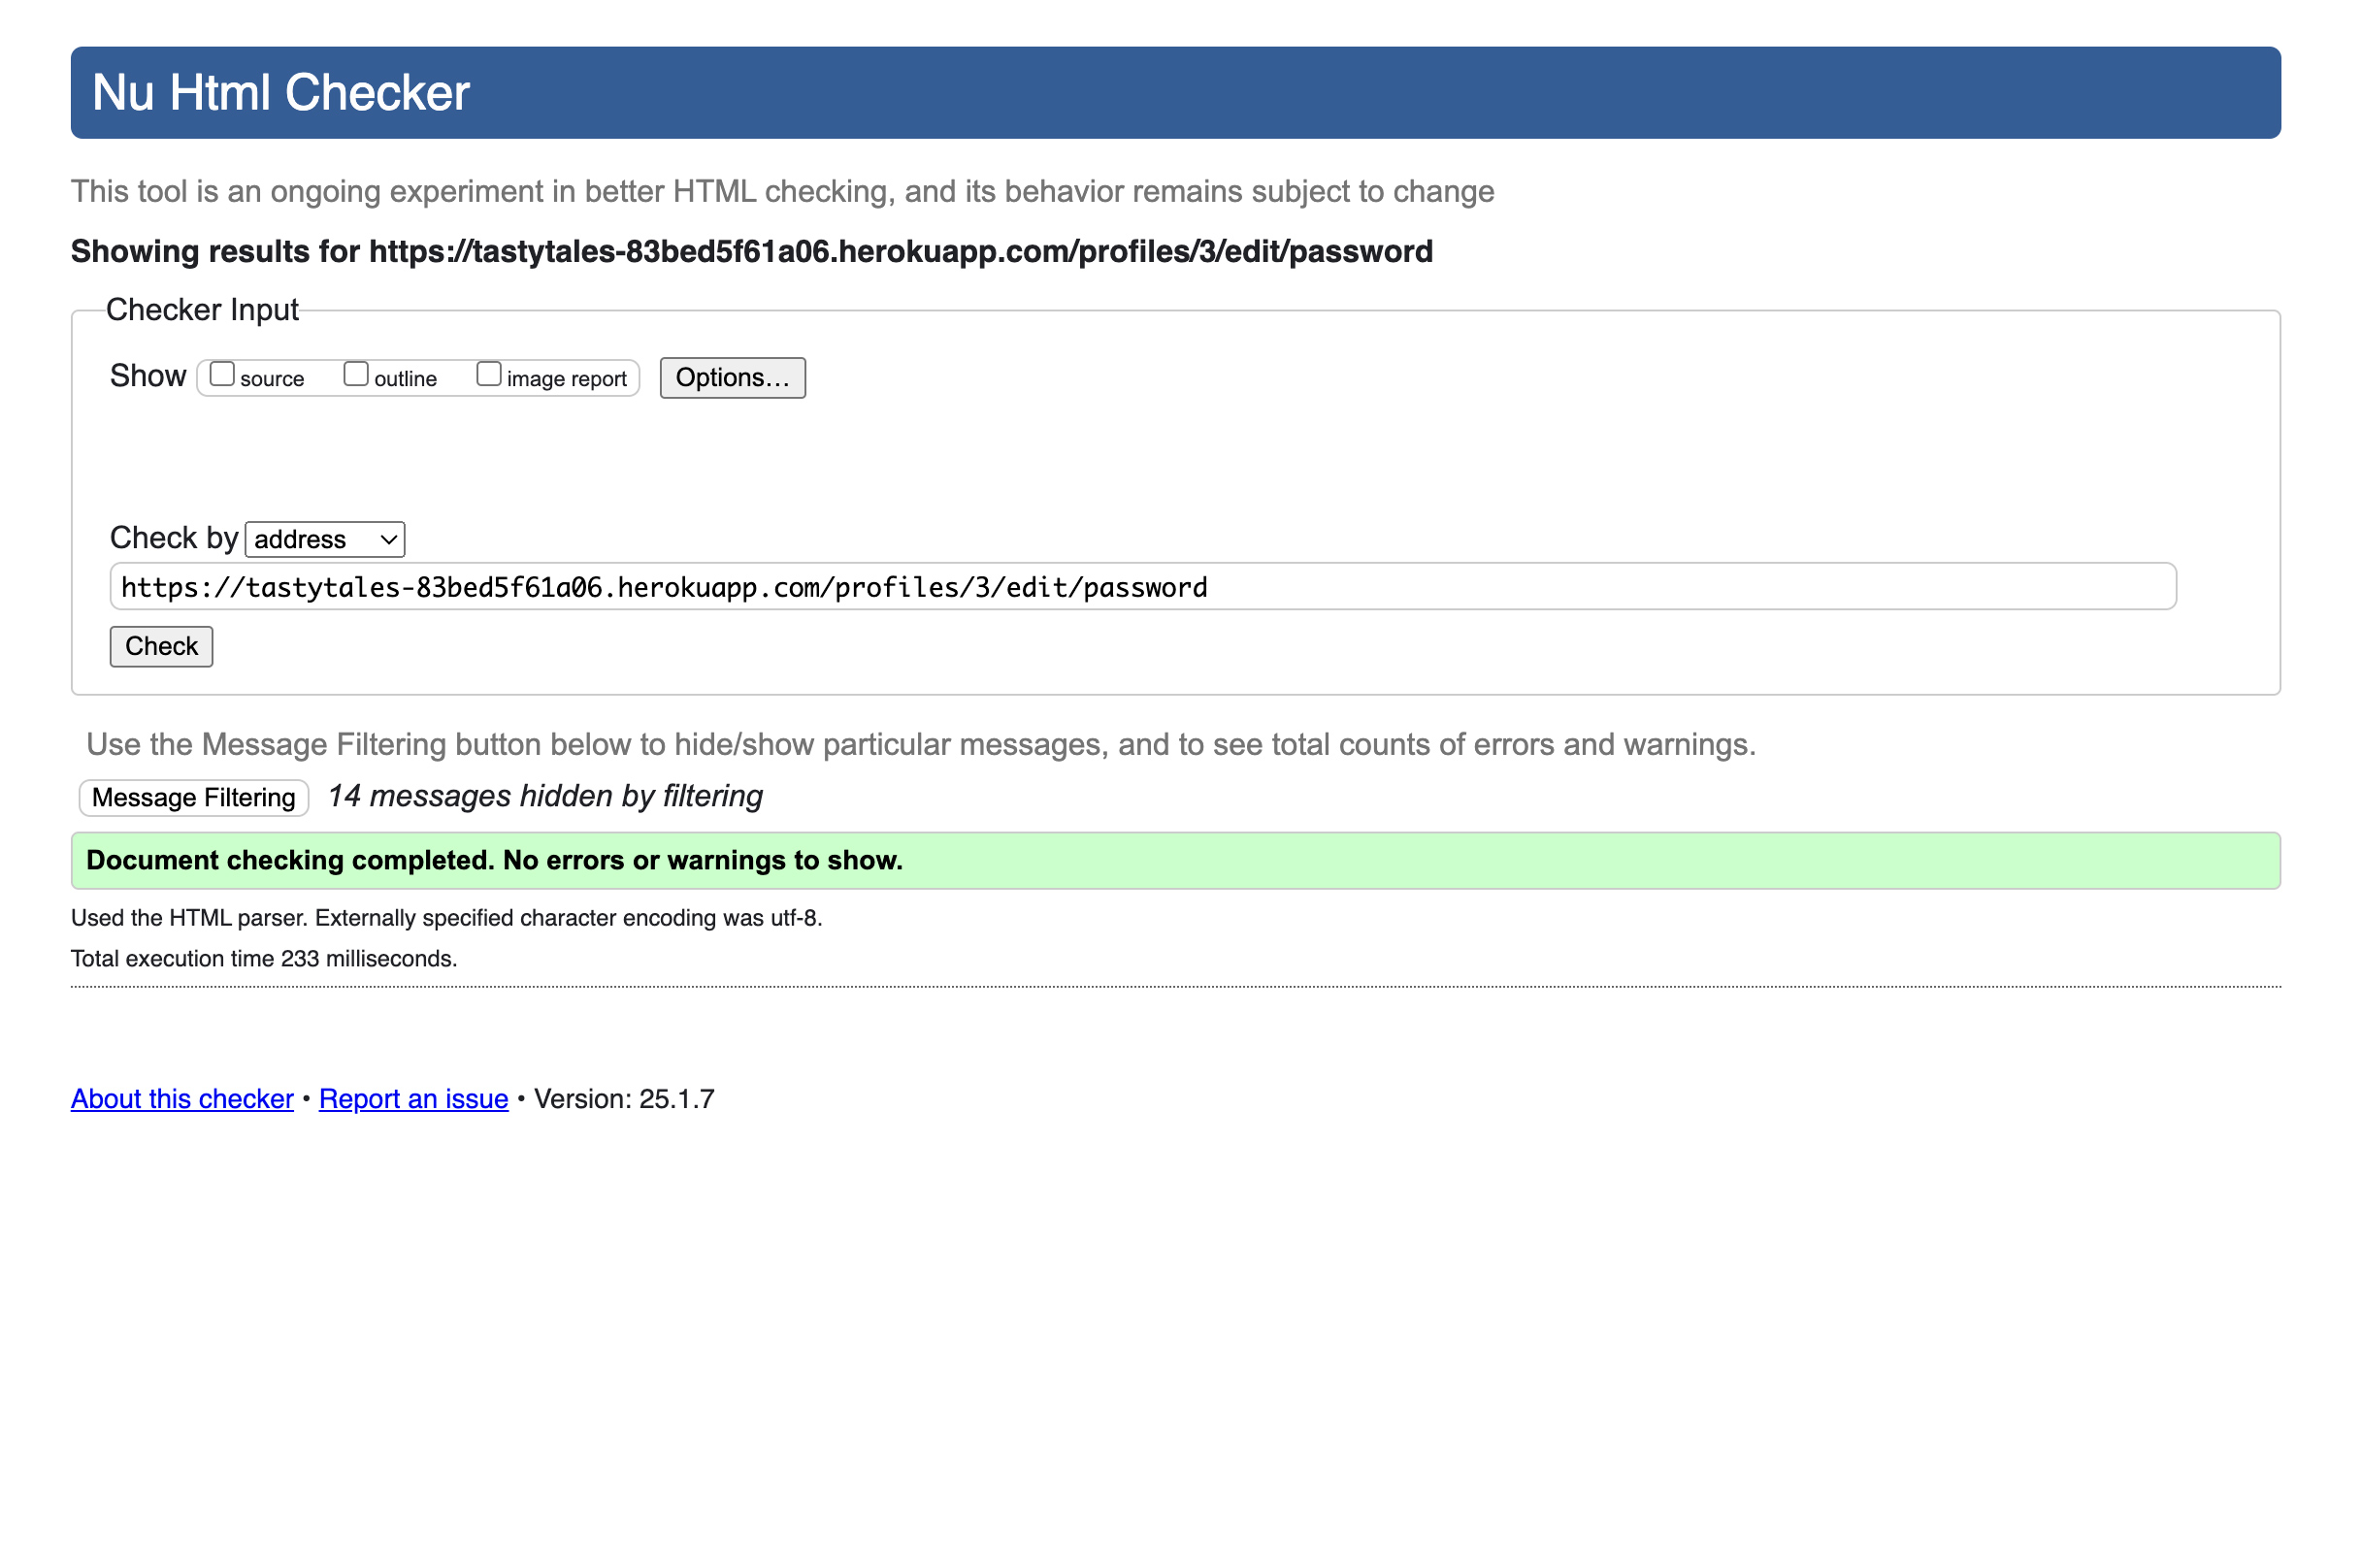 Nu Html Checker
This tool is an ongoing experiment in better HTML checking, and its behavior remains subject to change
Showing results for https://tastytales-83bed5f61a06.herokuapp.com/profiles/3/edit/password
Checker Input
Show source outline image report Options...
Check by address
https://tastytales-83bed5f61a06.herokuapp.com/profiles/3/edit/password
Check
Use the Message Filtering button below to hide/show particular messages, and to see total counts of errors and warnings.
Message Filtering 14 messages hidden by filtering
Document checking completed. No errors or warnings to show.
Used the HTML parser. Externally specified character encoding was utf-8.
Total execution time 233 milliseconds.
About this checker • Report an issue • Version: 25.1.7